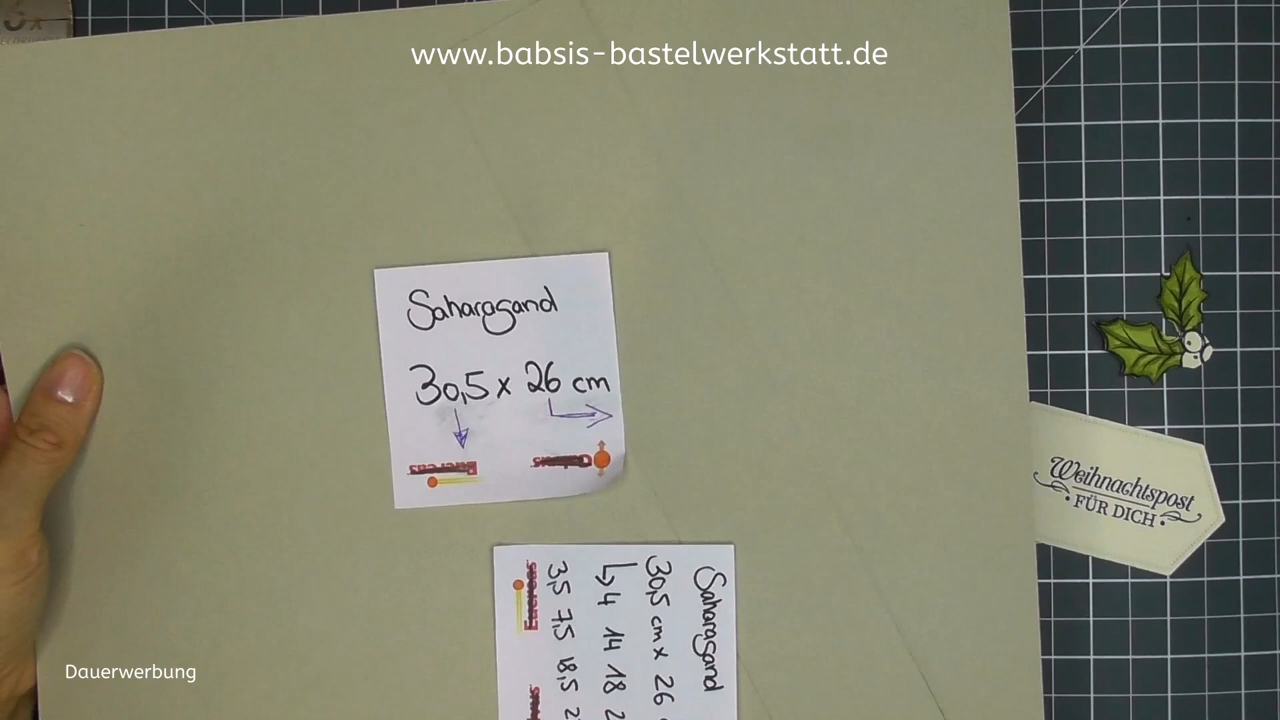 www.babsis-bastelwerkstatt.de
Saharasand
30,5 x 26 cm
Weihnachtspost
FÜR DICH
Saharasand
30,5 cm x 26
4 14 18
3,5 7,5 18,5
Dauerwerbung